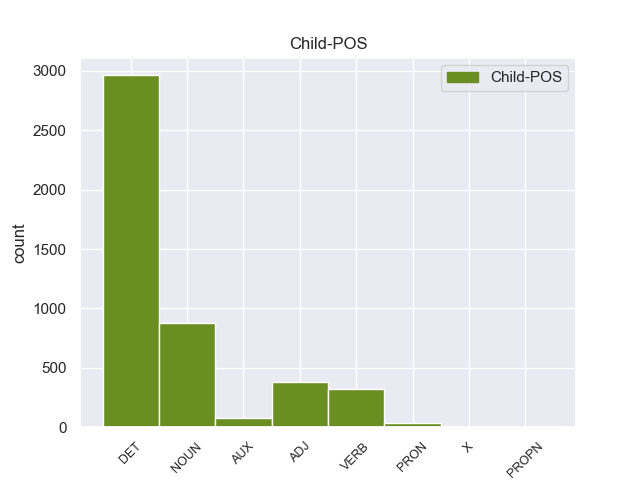 Child-POS
Child-POS
3000
2500
2000
1500
1000
500
0
count
DET
NOUN
AUX
ADJ
VERB
PRON
X
PROPN